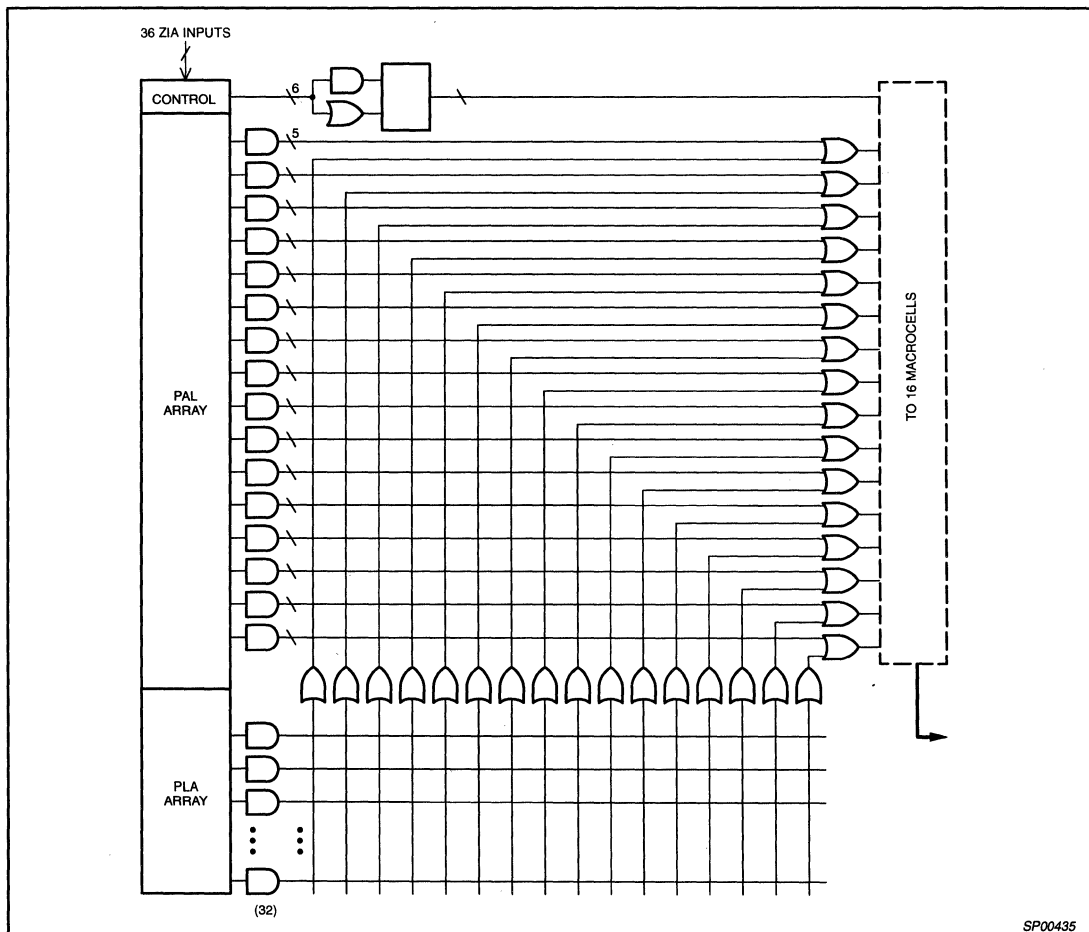 36 ZIA INPUTS
CONTROL
6
5
PAL
ARRAY
TO 16 MACROCELLS
PLA
ARRAY
(32)
SP00435